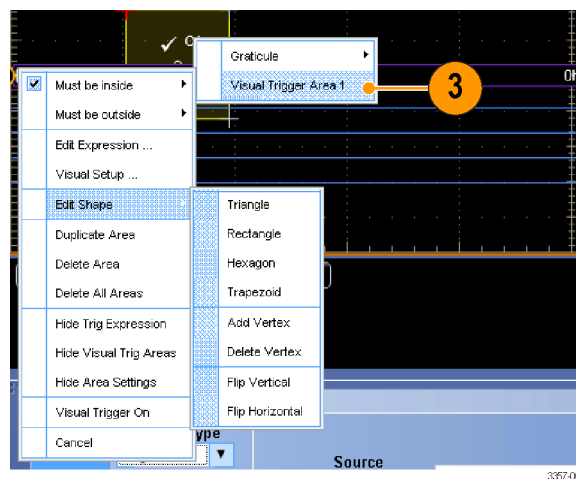 Graticule
Visual Trigger Area 1
3
Must be inside
Must be outside
Edit Expression ...
Visual Setup ...
Edit Shape
Duplicate Area
Delete Area
Delete All Areas
Hide Trig Expression
Hide Visual Trig Areas
Hide Area Settings
Visual Trigger On
Cancel
Triangle
Rectangle
Hexagon
Trapezoid
Add Vertex
Delete Vertex
Flip Vertical
Flip Horizontal
ype
Source